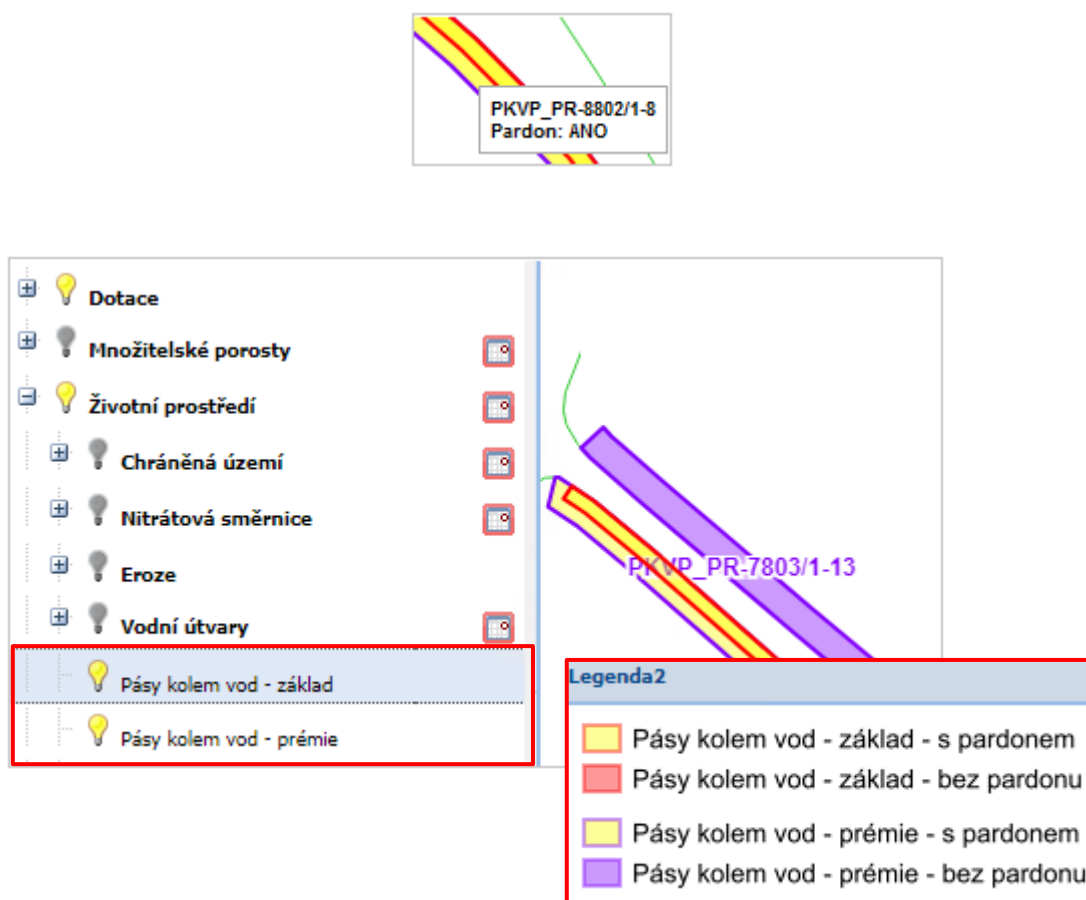 PKVP_PR-8802/1-8
Pardon: ANO
Dotace
Množitelské porosty
Životní prostředí
Chráněná území
Nitrátová směrnice
Eroze
Vodní útvary
Pásy kolem vod - základ
Pásy kolem vod - prémie
PKVP_PR-7803/1-13
Legenda2
Pásy kolem vod - základ - s pardonem
Pásy kolem vod - základ - bez pardonu
Pásy kolem vod - prémie - s pardonem
Pásy kolem vod - prémie - bez pardonu